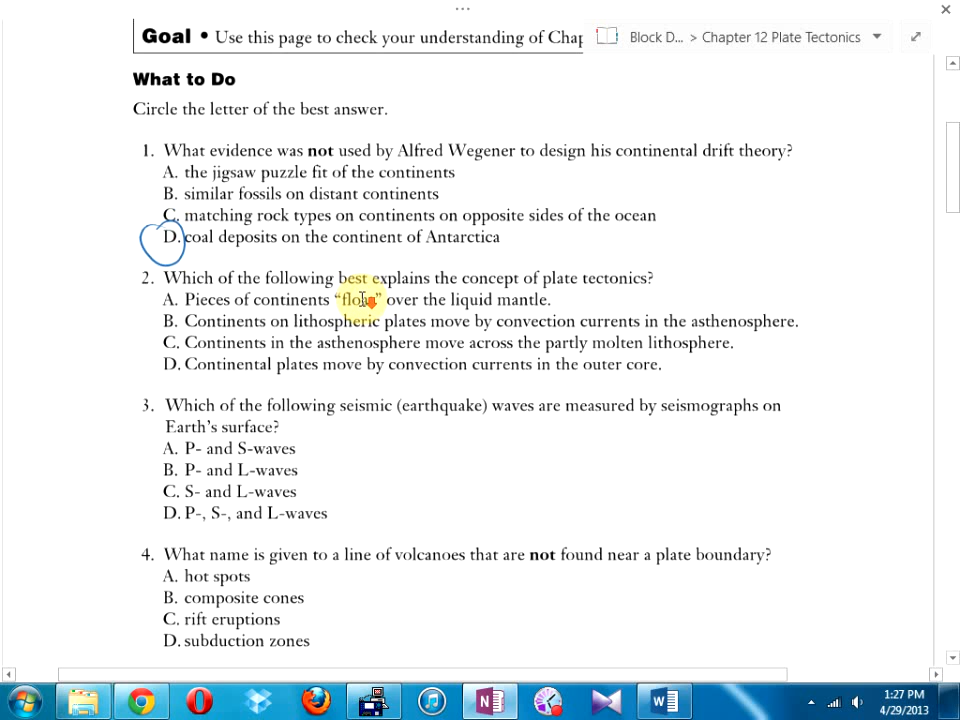 Goal • Use this page to check your understanding of Chap
Block D... > Chapter 12 Plate Tectonics
What to Do
Circle the letter of the best answer.
1. What evidence was not used by Alfred Wegener to design his continental drift theory?
A. the jigsaw puzzle fit of the continents
B. similar fossils on distant continents
C. matching rock types on continents on opposite sides of the ocean
D. coal deposits on the continent of Antarctica
2. Which of the following best explains the concept of plate tectonics?
A. Pieces of continents "float" over the liquid mantle.
B. Continents on lithospheric plates move by convection currents in the asthenosphere.
C. Continents in the asthenosphere move across the partly molten lithosphere.
D. Continental plates move by convection currents in the outer core.
3. Which of the following seismic (earthquake) waves are measured by seismographs on
Earth's surface?
A. P- and S-waves
B. P- and L-waves
C. S- and L-waves
D. P-, S-, and L-waves
4. What name is given to a line of volcanoes that are not found near a plate boundary?
A. hot spots
B. composite cones
C. rift eruptions
D. subduction zones
1:27 PM
4/29/2013